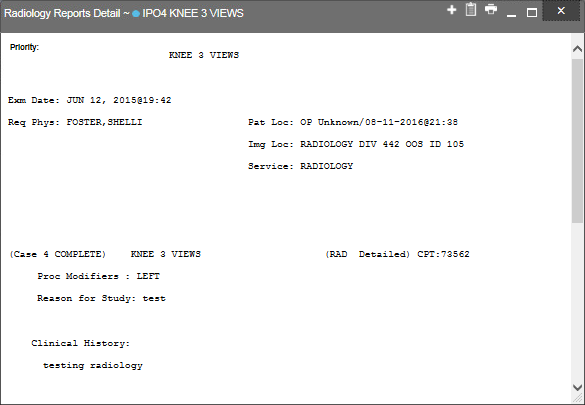 Radiology Reports Detail ~ IPO4 KNEE 3 VIEWS
Priority:
KNEE 3 VIEWS
Exm Date: JUN 12, 2015@19:42
Req Phys: FOSTER,SHELLI Pat Loc: OP Unknown/08-11-2016@21:38
Img Loc: RADIOLOGY DIV 442 OOS ID 105
Service: RADIOLOGY
(Case 4 COMPLETE) KNEE 3 VIEWS (RAD Detailed) CPT:73562
Proc Modifiers : LEFT
Reason for Study: test
Clinical History:
testing radiology